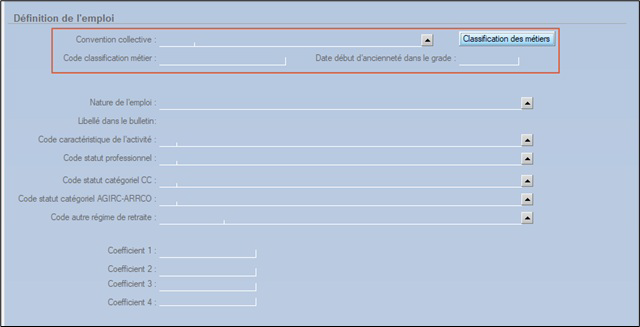 Définition de l'emploi
Convention collective : Classification des métiers
Code classification métier : Date début d'ancienneté dans le grade :
Nature de l'emploi :
Libellé dans le bulletin:
Code caractéristique de l'activité :
Code statut professionnel :
Code statut catégoriel CC :
Code statut catégoriel AGIRC-ARRCO :
Code autre régime de retraite :
Coefficient 1 :
Coefficient 2 :
Coefficient 3 :
Coefficient 4 :